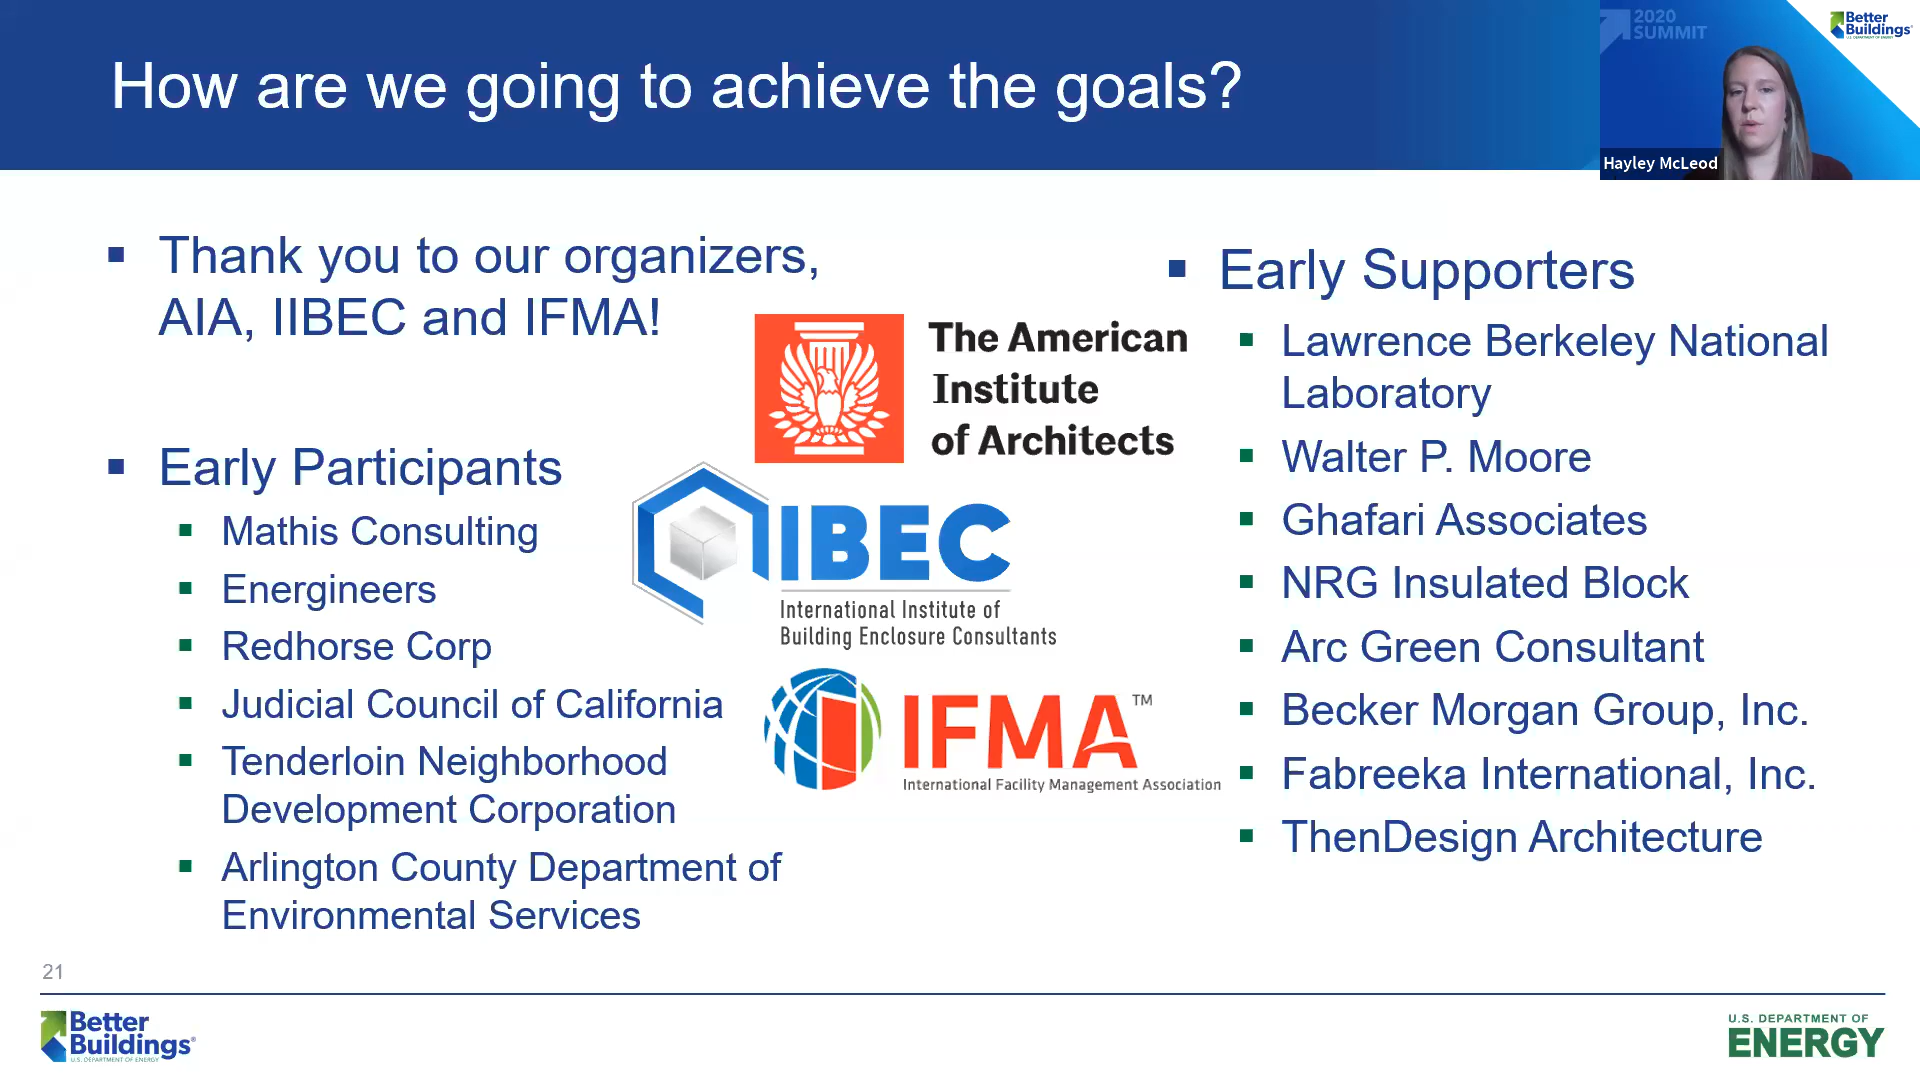 How are we going to achieve the goals?
2020
SUMMIT
Better
Buildings
Hayley McLeod
Thank you to our organizers,
AIA, IIBEC and IFMA!
Early Participants
Mathis Consulting
Energineers
Redhorse Corp
Judicial Council of California
Tenderloin Neighborhood
Development Corporation
Arlington County Department of
Environmental Services
The American
Institute
of Architects
IIBEC
International Institute of
Building Enclosure Consultants
IFMA™
International Facility Management Association
Early Supporters
Lawrence Berkeley National
Laboratory
Walter P. Moore
Ghafari Associates
NRG Insulated Block
Arc Green Consultant
Becker Morgan Group, Inc.
Fabreeka International, Inc.
ThenDesign Architecture
21
Better
Buildings®
U.S. DEPARTMENT OF ENERGY
U.S. DEPARTMENT OF
ENERGY